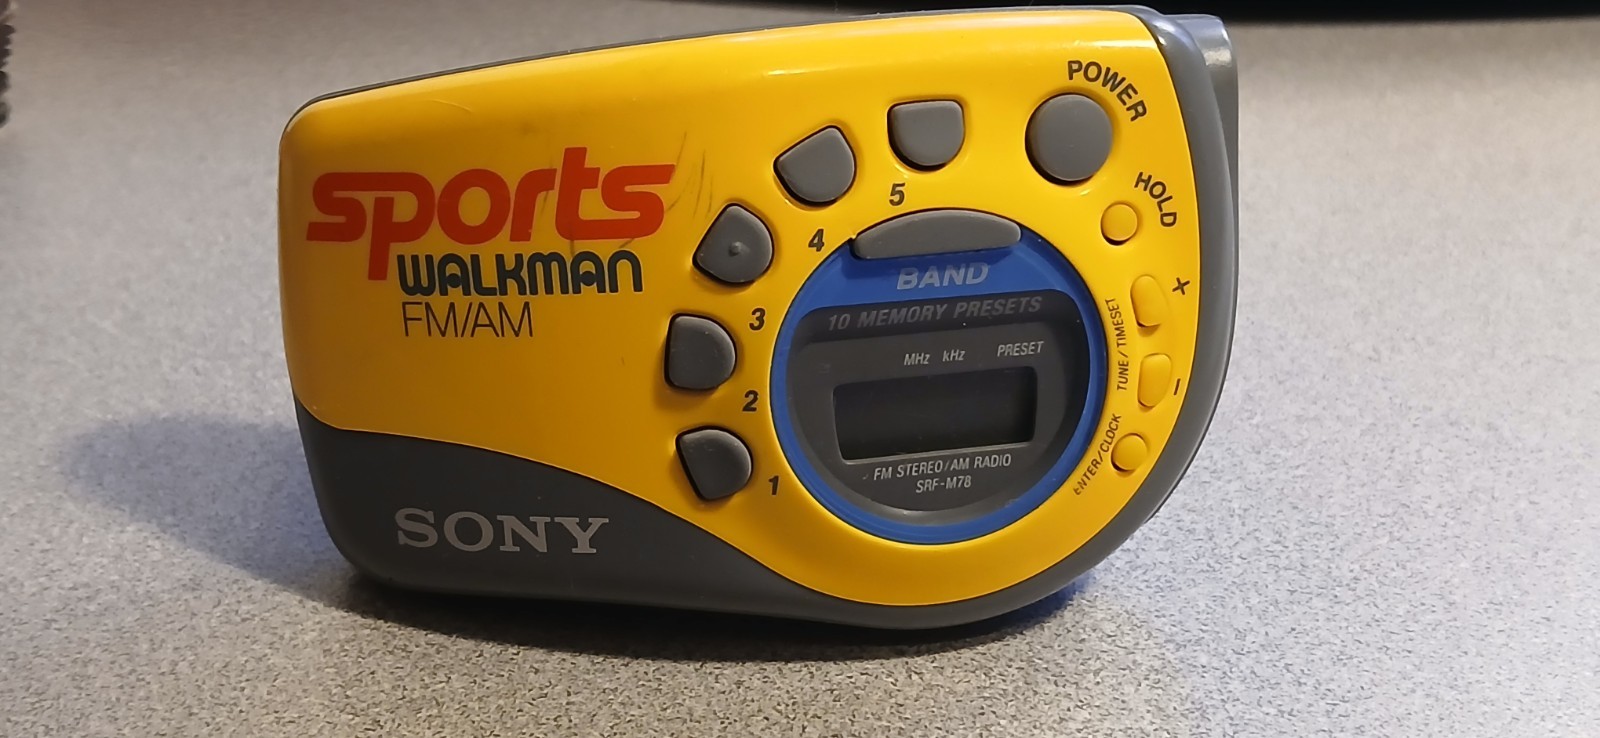 sports
WALKMAN
FM/AM
SONY
POWER
HOLD
+
TUNE/TIMESET
-
ENTER/CLOCK
5
4
3
2
1
BAND
10 MEMORY PRESETS
MHz kHz PRESET
FM STEREO/AM RADIO
SRF-M78